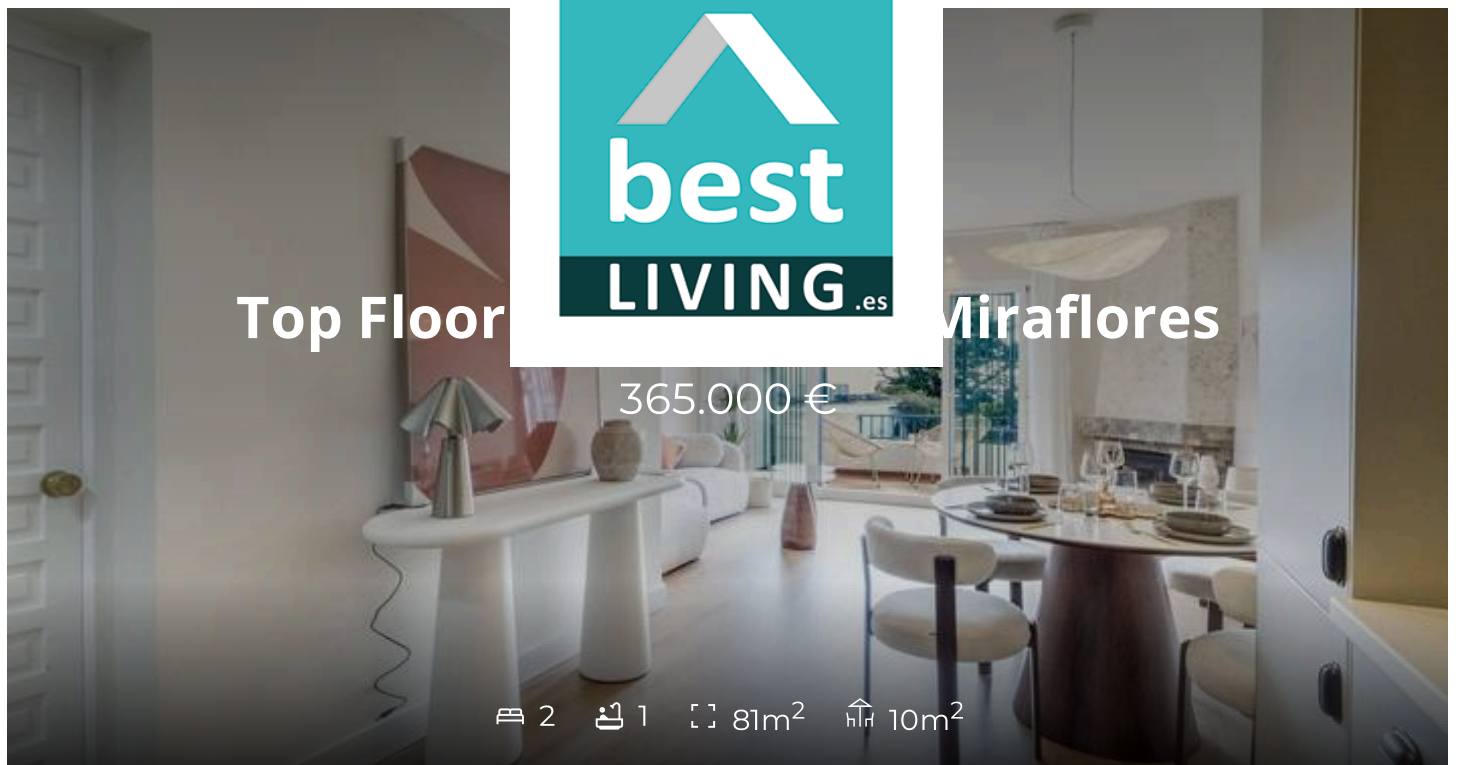 best
LIVING.es
Top Floor Miraflores
365.000 €
2 1 81m² 10m²